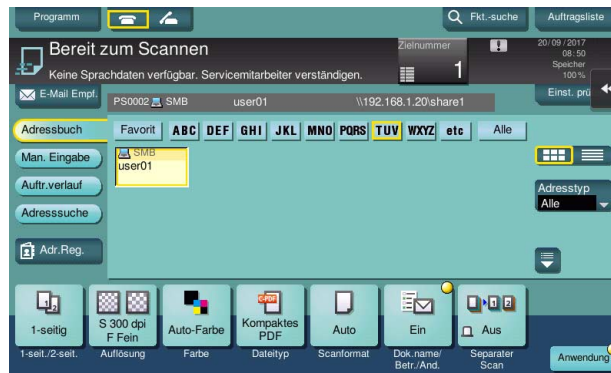 Programm
Fkt.-suche
Auftragsliste
Bereit zum Scannen
Zielnummer
1
20/09/2017
08:50
Speicher
100%
Keine Sprachdaten verfügbar. Servicemitarbeiter verständigen.
E-Mail Empf.
PS0002 SMB user01 \\192.168.1.20\share1
Einst. prü
Adressbuch
Favorit ABC DEF GHI JKL MNO PQRS TUV WXYZ etc Alle
Man. Eingabe
SMB
user01
Auftr.verlauf
Adresstyp
Alle
Adresssuche
Adr.Reg.
1-seitig
S 300 dpi
F Fein
Auto-Farbe
Kompaktes
PDF
Auto
Ein
Aus
1-seit./2-seit.
Auflösung
Farbe
Dateityp
Scanformat
Dok.name/
Betr./And.
Separater
Scan
Anwendung